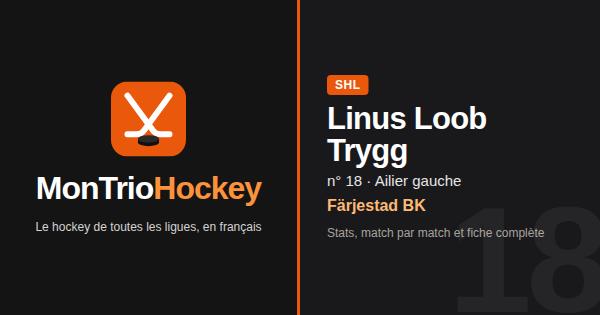 MonTrioHockey
Le hockey de toutes les ligues, en français
SHL
Linus Loob
Trygg
n° 18 · Ailier gauche
Färjestad BK
Stats, match par match et fiche complète
18